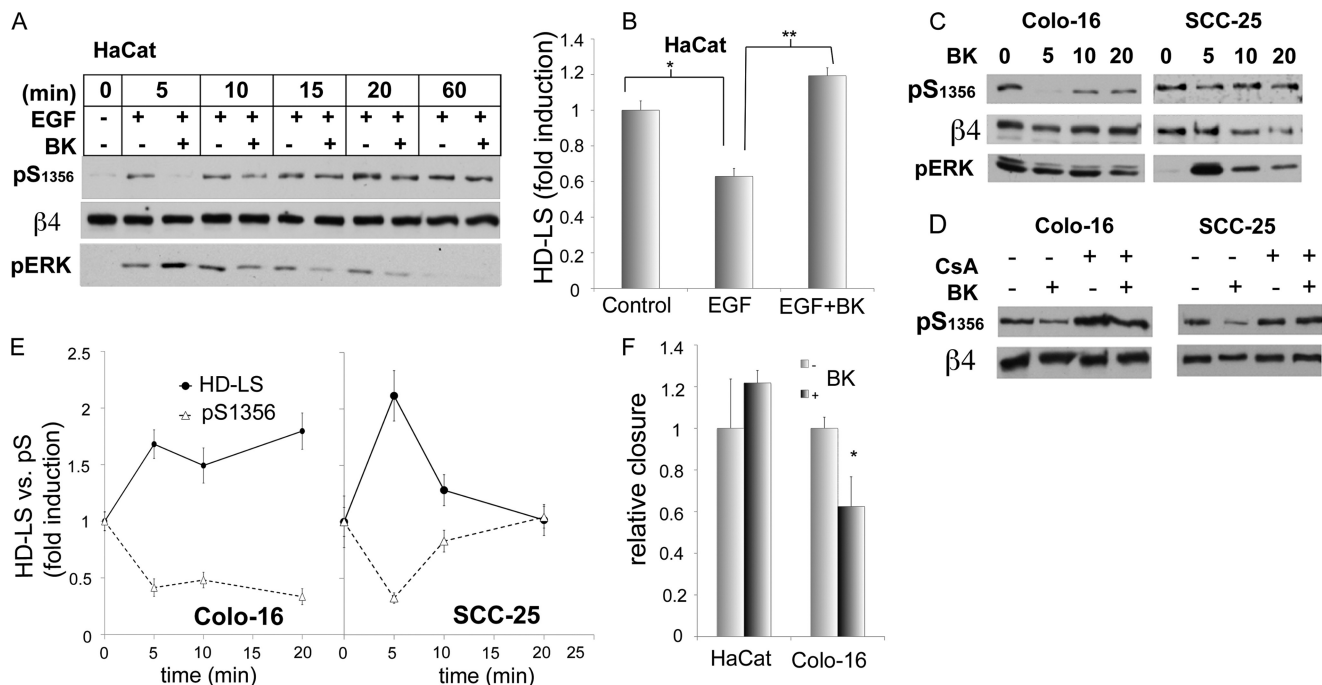 A
HaCat
(min) 0 5 10 15 20 60
EGF - + + + + + + + + + +
BK - - + - + - + - + - +
pS1356
β4
pERK
B
HaCat
HD-LS (fold induction)
1.4
1.2
1.0
0.8
0.6
0.4
0.2
0
*
**
Control EGF EGF+BK
C
Colo-16 SCC-25
BK 0 5 10 20 0 5 10 20
pS1356
β4
pERK
D
Colo-16 SCC-25
CsA - - + + - - + +
BK - + - + - + - +
pS1356
β4
E
HD-LS vs. pS
(fold induction)
2.5
2
1.5
1
0.5
0
HD-LS
pS1356
Colo-16 SCC-25
0 5 10 15 20 0 5 10 15 20 25
time (min) time (min)
F
relative closure
1.4
1.2
1.0
0.8
0.6
0.4
0.2
0
- BK
+
*
HaCat Colo-16